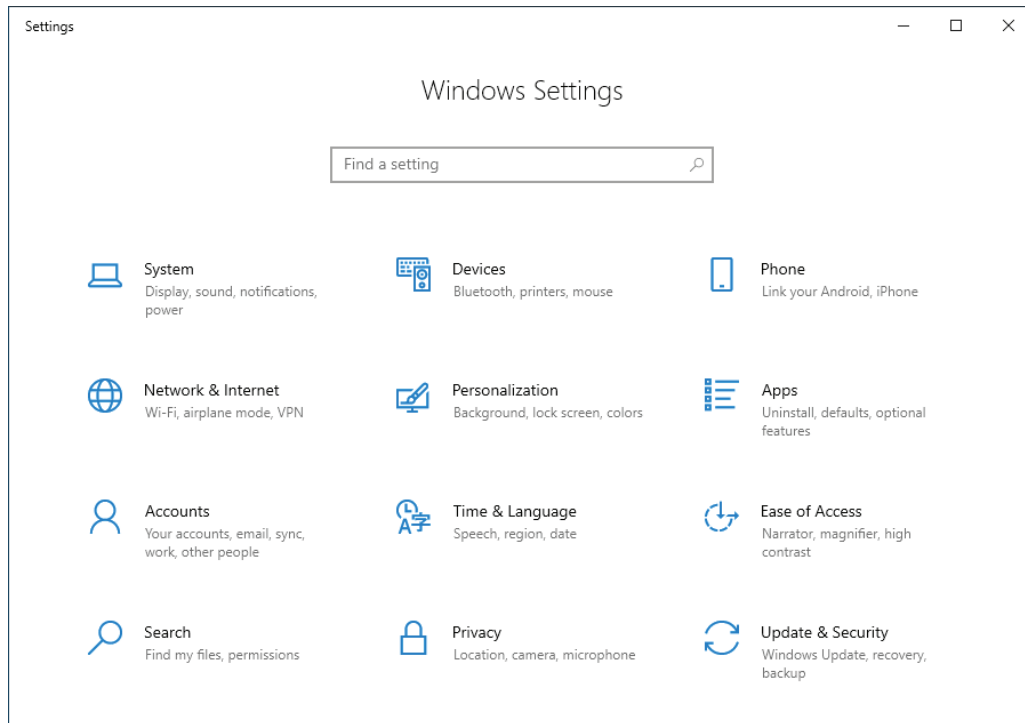 Settings
Windows Settings
Find a setting
System
Display, sound, notifications,
power
Devices
Bluetooth, printers, mouse
Phone
Link your Android, iPhone
Network & Internet
Wi-Fi, airplane mode, VPN
Personalization
Background, lock screen, colors
Apps
Uninstall, defaults, optional
features
Accounts
Your accounts, email, sync,
work, other people
Time & Language
Speech, region, date
Ease of Access
Narrator, magnifier, high
contrast
Search
Find my files, permissions
Privacy
Location, camera, microphone
Update & Security
Windows Update, recovery,
backup